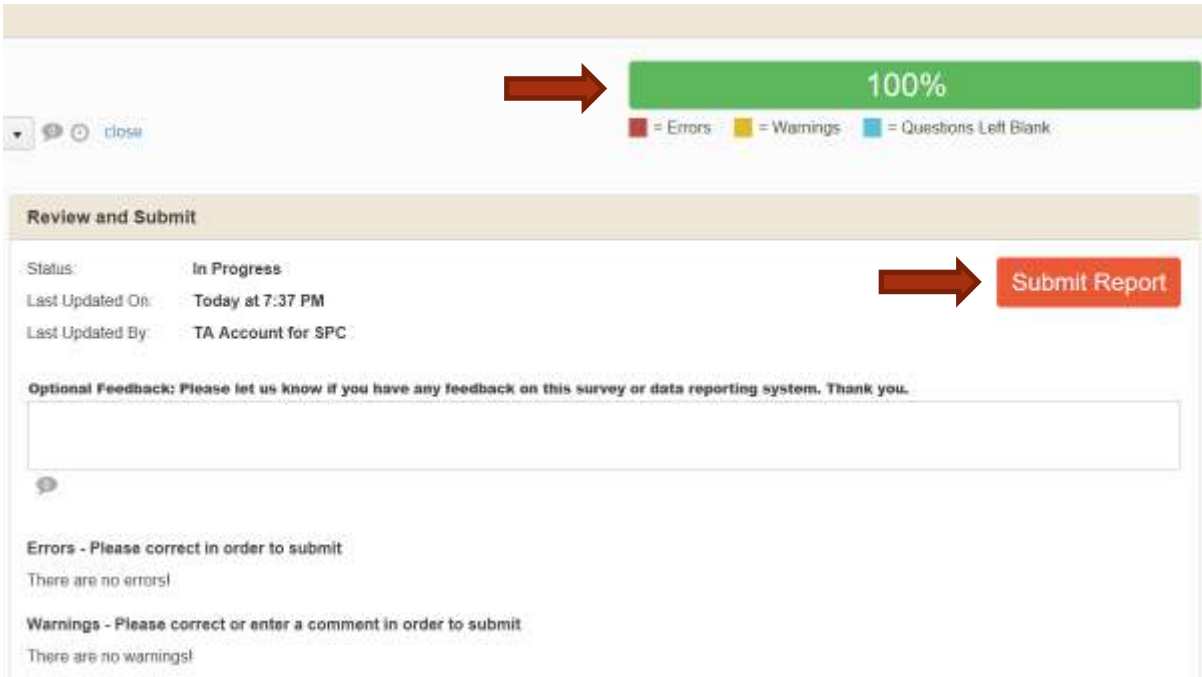 100%
close
= Errors = Warnings = Questions Left Blank
Review and Submit
Status: In Progress
Submit Report
Last Updated On: Today at 7:37 PM
Last Updated By: TA Account for SPC
Optional Feedback: Please let us know if you have any feedback on this survey or data reporting system. Thank you.
Errors - Please correct in order to submit
There are no errors!
Warnings - Please correct or enter a comment in order to submit
There are no warnings!